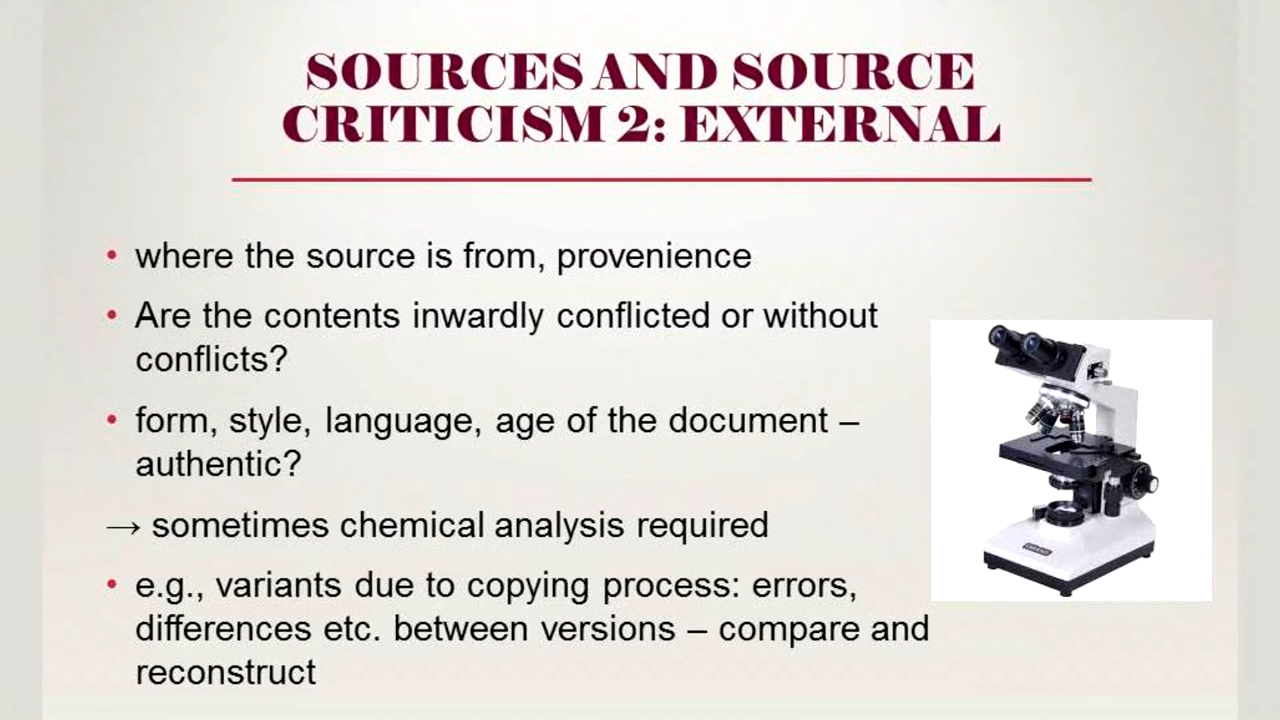 SOURCES AND SOURCE
CRITICISM 2: EXTERNAL
• where the source is from, provenience
• Are the contents inwardly conflicted or without
conflicts?
• form, style, language, age of the document –
authentic?
→ sometimes chemical analysis required
• e.g., variants due to copying process: errors,
differences etc. between versions – compare and
reconstruct